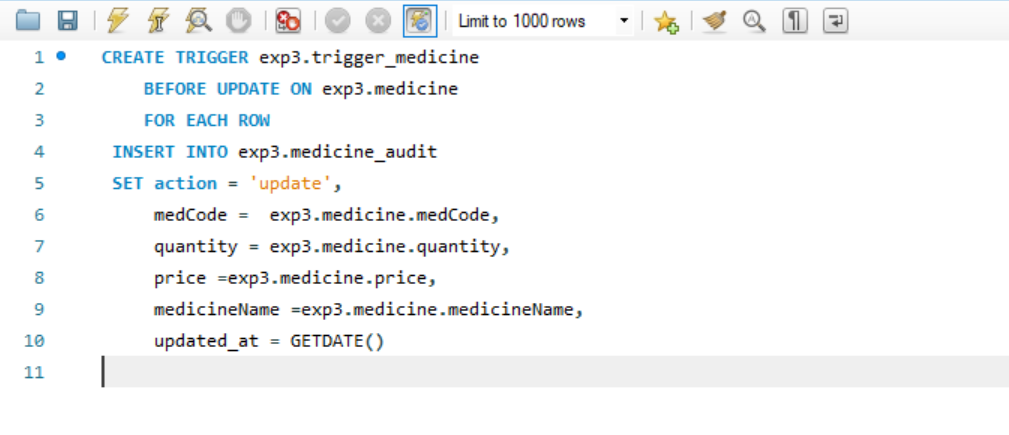 Limit to 1000 rows
1 CREATE TRIGGER exp3.trigger_medicine
2 BEFORE UPDATE ON exp3.medicine
3 FOR EACH ROW
4 INSERT INTO exp3.medicine_audit
5 SET action = 'update',
6 medCode =  exp3.medicine.medCode,
7 quantity = exp3.medicine.quantity,
8 price =exp3.medicine.price,
9 medicineName =exp3.medicine.medicineName,
10 updated_at = GETDATE()
11